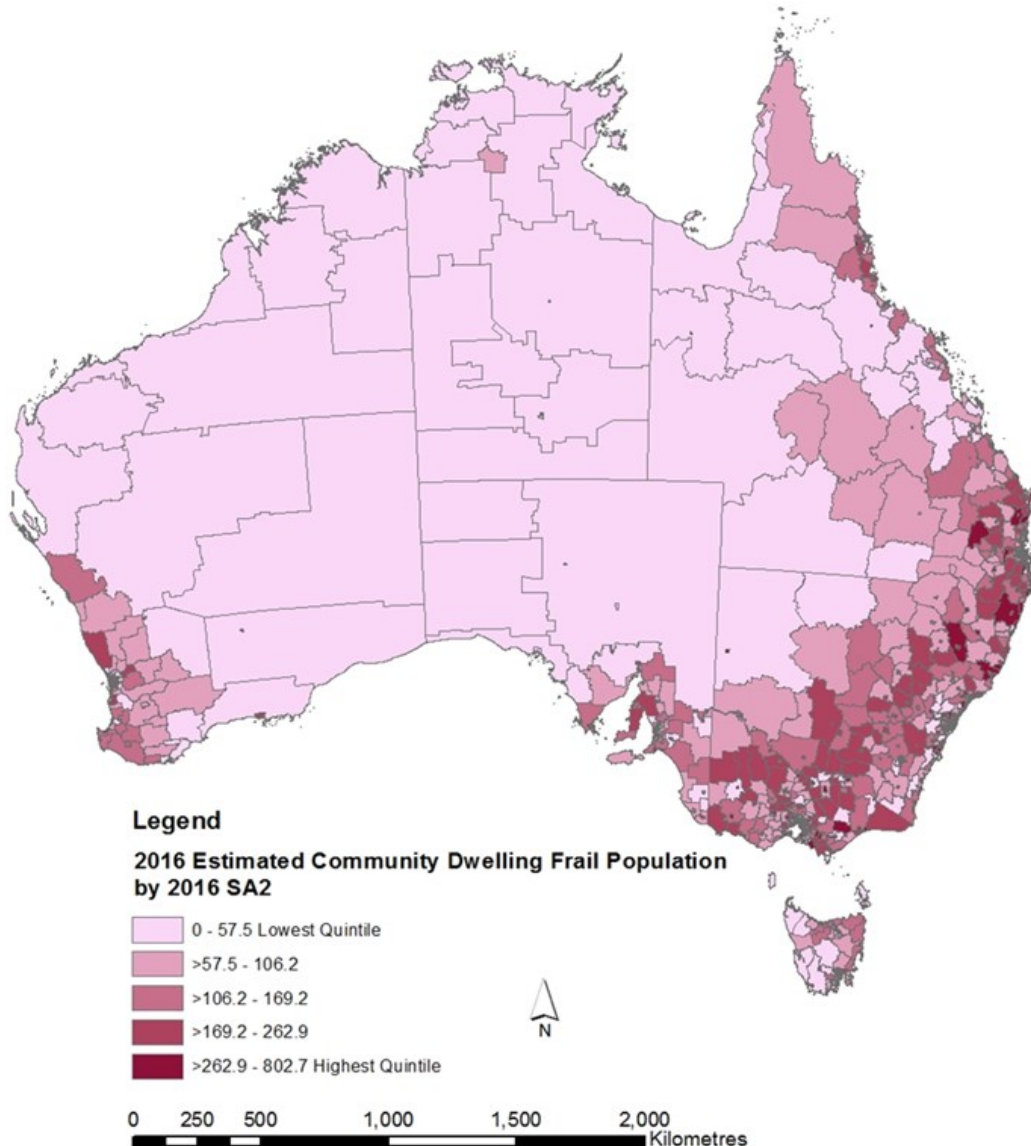 Legend
2016 Estimated Community Dwelling Frail Population
by 2016 SA2
0 - 57.5 Lowest Quintile
>57.5 - 106.2
>106.2 - 169.2
>169.2 - 262.9
>262.9 - 802.7 Highest Quintile
N
0 250 500 1,000 1,500 2,000
Kilometres